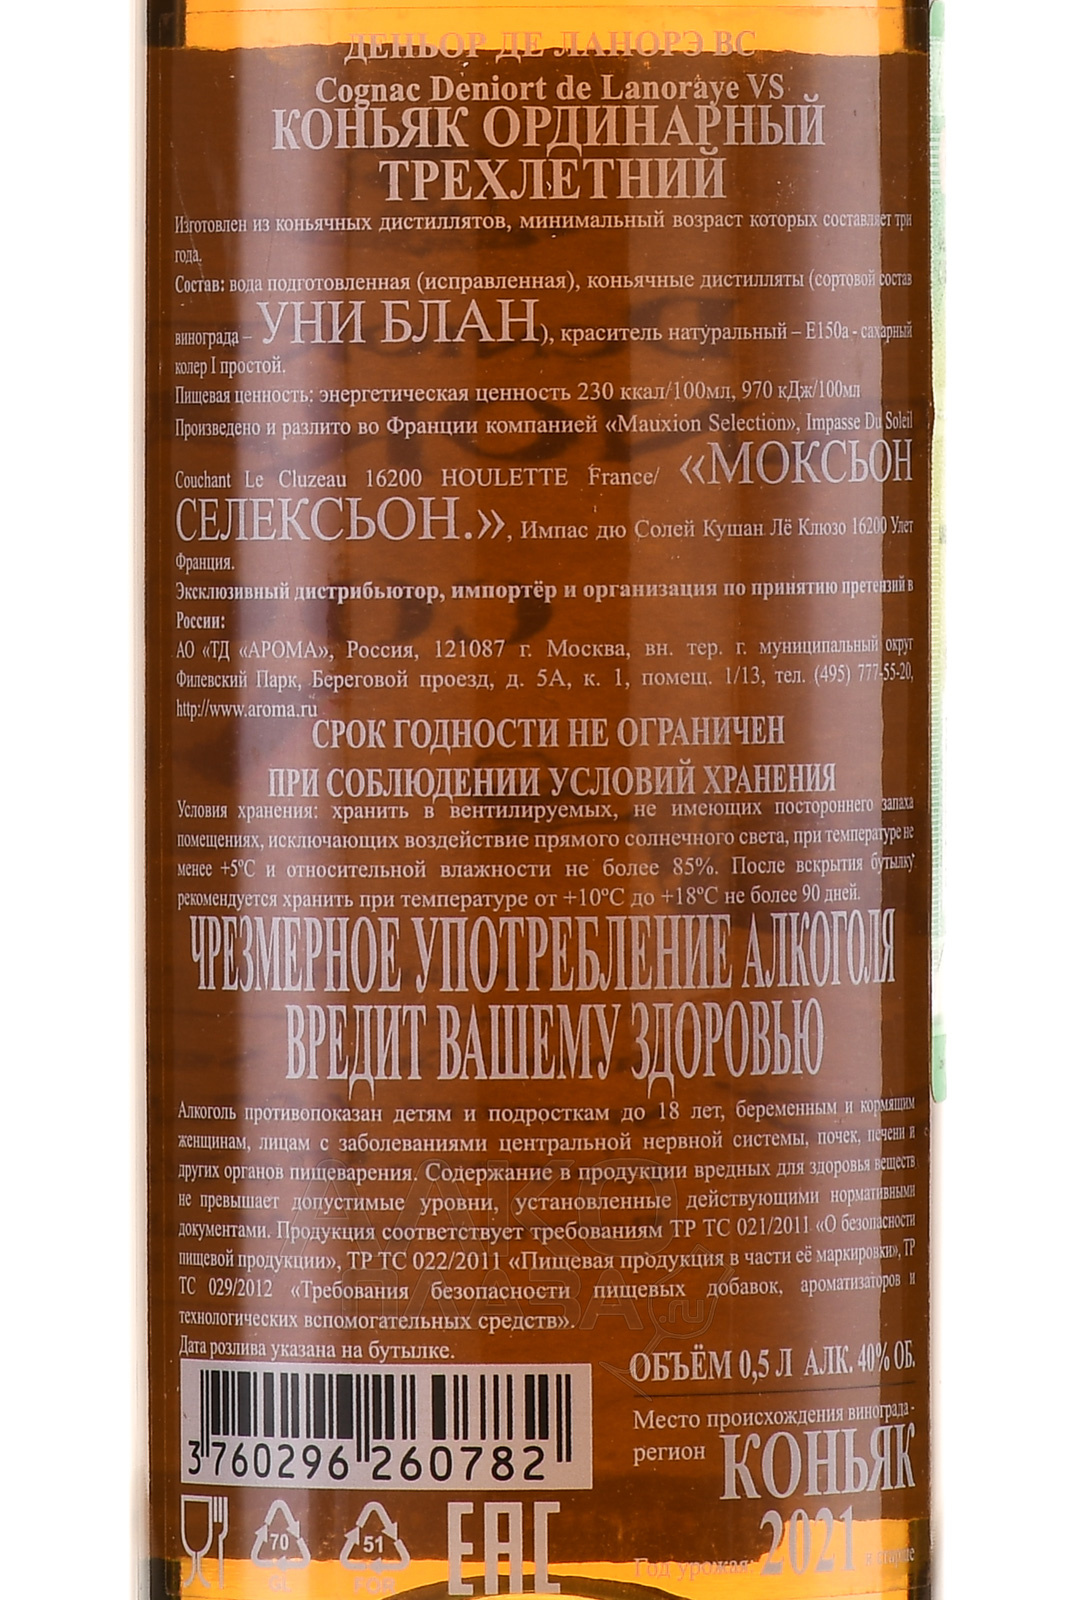 ДЕНЬОР ДЕ ЛАНОРЭ ВС
Cognac Deniort de Lanoraye VS
КОНЬЯК ОРДИНАРНЫЙ
ТРЕХЛЕТНИЙ
Изготовлен из коньячных дистиллятов, минимальный возраст которых составляет три
года.
Состав: вода подготовленная (исправленная), коньячные дистилляты (сортовой состав
винограда – УНИ БЛАН), краситель натуральный – Е150а - сахарный
колер I простой.
Пищевая ценность: энергетическая ценность 230 ккал/100мл, 970 кДж/100мл
Произведено и разлито во Франции компанией «Mauxion Selection», Impasse Du Soleil
Couchant Le Cluzeau 16200 HOULETTE France/ «МОКСЬОН
СЕЛЕКСЬОН.», Импас дю Солей Кушан Лё Клюзо 16200 Улет
Франция.
Эксклюзивный дистрибьютор, импортёр и организация по принятию претензий в
России:
АО «ТД «АРОМА», Россия, 121087 г. Москва, вн. тер. г. муниципальный округ
Филевский Парк, Береговой проезд, д. 5А, к. 1, помещ. 1/13, тел. (495) 777-55-20,
http://www.aroma.ru
СРОК ГОДНОСТИ НЕ ОГРАНИЧЕН
ПРИ СОБЛЮДЕНИИ УСЛОВИЙ ХРАНЕНИЯ
Условия хранения: хранить в вентилируемых, не имеющих постороннего запаха
помещениях, исключающих воздействие прямого солнечного света, при температуре не
менее +5ºС и относительной влажности не более 85%. После вскрытия бутылку
рекомендуется хранить при температуре от +10ºС до +18ºС не более 90 дней.
ЧРЕЗМЕРНОЕ УПОТРЕБЛЕНИЕ АЛКОГОЛЯ
ВРЕДИТ ВАШЕМУ ЗДОРОВЬЮ
Алкоголь противопоказан детям и подросткам до 18 лет, беременным и кормящим
женщинам, лицам с заболеваниями центральной нервной системы, почек, печени и
других органов пищеварения. Содержание в продукции вредных для здоровья веществ
не превышает допустимые уровни, установленные действующими нормативными
документами. Продукция соответствует требованиям ТР ТС 021/2011 «О безопасности
пищевой продукции», ТР ТС 022/2011 «Пищевая продукция в части её маркировки», ТР
ТС 029/2012 «Требования безопасности пищевых добавок, ароматизаторов и
технологических вспомогательных средств».
Дата розлива указана на бутылке.
ОБЪЁМ 0,5 Л АЛК. 40% ОБ.
Место происхождения винограда -
регион КОНЬЯК
3 760296 260782
70
GL
51
FOR
EAC
Год урожая: 2021 и старше
АЛКО
ПЛАЗА.ru